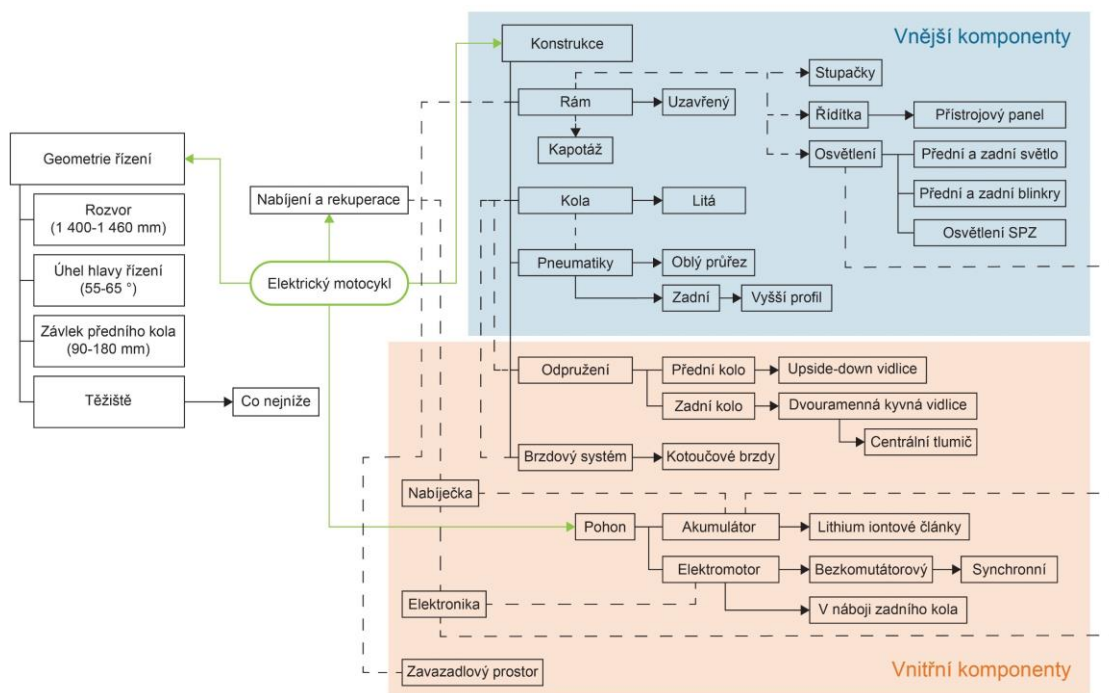 Vnější komponenty
Konstrukce
Stupačky
Rám
Uzavřený
Řídítka
Přístrojový panel
Kapotáž
Osvětlení
Přední a zadní světlo
Geometrie řízení
Nabíjení a rekuperace
Kola
Litá
Přední a zadní blinkry
Rozvor
(1 400-1 460 mm)
Osvětlení SPZ
Úhel hlavy řízení
(55-65 °)
Elektrický motocykl
Pneumatiky
Oblý průřez
Zadní
Vyšší profil
Závlek předního kola
(90-180 mm)
Těžiště
Co nejníže
Odpružení
Přední kolo
Upside-down vidlice
Zadní kolo
Dvouramenná kyvná vidlice
Centrální tlumič
Brzdový systém
Kotoučové brzdy
Nabíječka
Pohon
Akumulátor
Lithium iontové články
Elektromotor
Bezkomutátorový
Synchronní
Elektronika
V náboji zadního kola
Zavazadlový prostor
Vnitřní komponenty